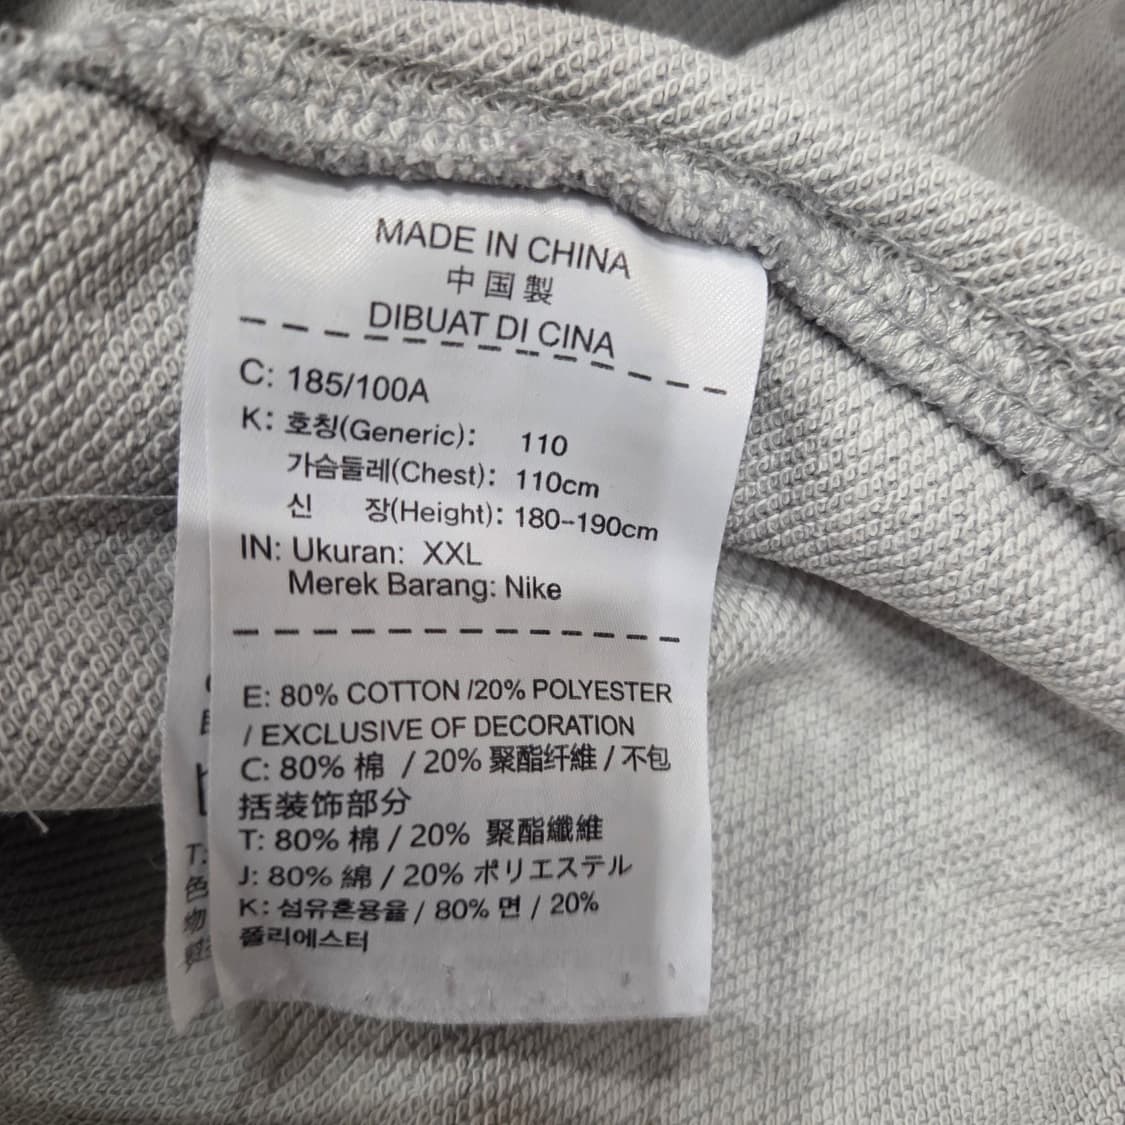 MADE IN CHINA
中国製
DIBUAT DI CINA
C: 185/100A
K: 호칭(Generic): 110
가슴둘레(Chest): 110cm
신 장(Height): 180-190cm
IN: Ukuran: XXL
Merek Barang: Nike
E: 80% COTTON /20% POLYESTER
/ EXCLUSIVE OF DECORATION
C: 80% 棉 / 20% 聚酯纤維 / 不包
括装饰部分
T: 80% 棉 / 20% 聚酯纖維
J: 80% 綿 / 20% ポリエステル
K: 섬유혼용율 / 80% 면 / 20%
폴리에스터
T:
色
物